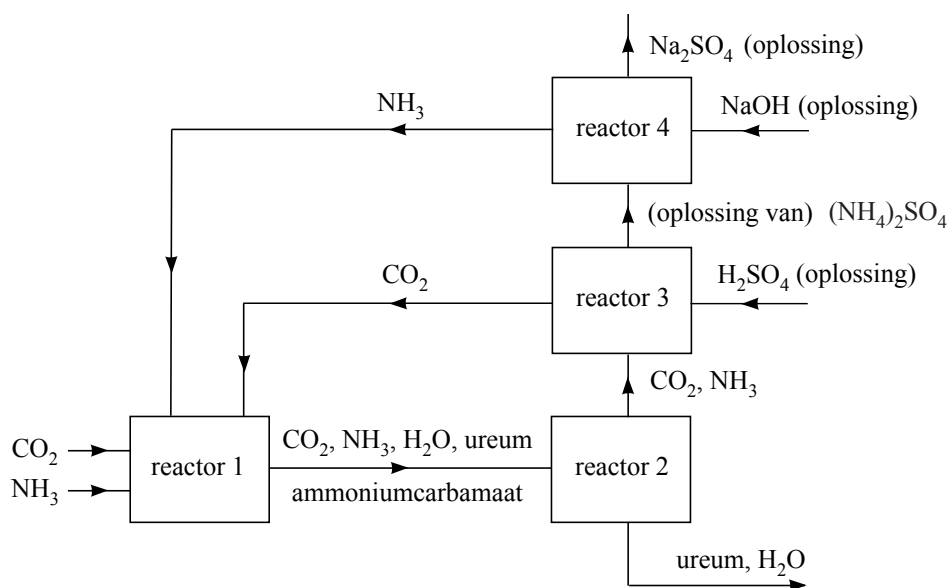 Na₂SO₄ (oplossing)
NH₃
reactor 4
NaOH (oplossing)
(oplossing van) (NH₄)₂SO₄
CO₂
reactor 3
H₂SO₄ (oplossing)
CO₂, NH₃
CO₂
NH₃
reactor 1
CO₂, NH₃, H₂O, ureum
ammoniumcarbamaat
reactor 2
ureum, H₂O